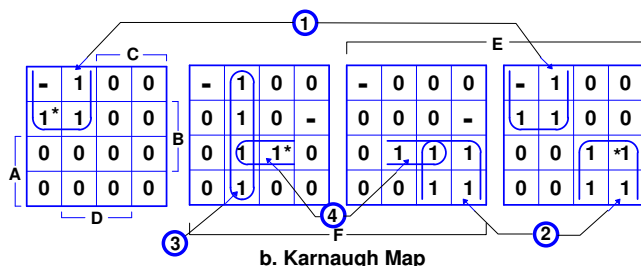 1
C
E
- 1 0 0 - 1 0 0 - 0 0 0 - 1 0 0
1* 1 0 0 0 1 0 - 0 0 0 - 1 1 0 0
B
0 0 0 0 0 1 1* 0 0 1 1 1 0 0 1 *1
A
0 0 0 0 0 1 0 0 0 0 1 1 0 0 1 1
D
4
3 F 2
b. Karnaugh Map